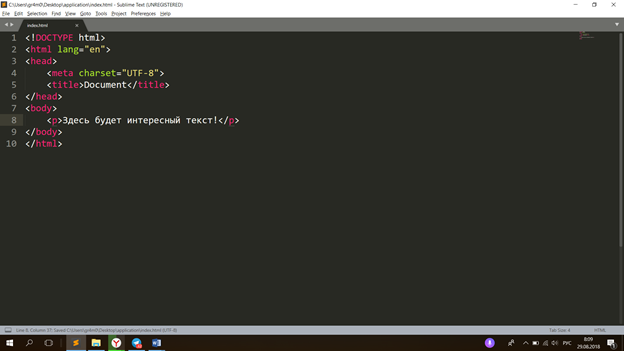 C:\Users\gr4m0\Desktop\application\index.html - Sublime Text (UNREGISTERED)
File Edit Selection Find View Goto Tools Project Preferences Help
index.html
1 <!DOCTYPE html>
2 <html lang="en">
3 <head>
4 <meta charset="UTF-8">
5 <title>Document</title>
6 </head>
7 <body>
8 <p>Здесь будет интересный текст!</p>
9 </body>
10 </html>
Line 8, Column 37; Saved C:\Users\gr4m0\Desktop\application\index.html (UTF-8) Tab Size: 4 HTML
РУС 8:09
29.08.2018